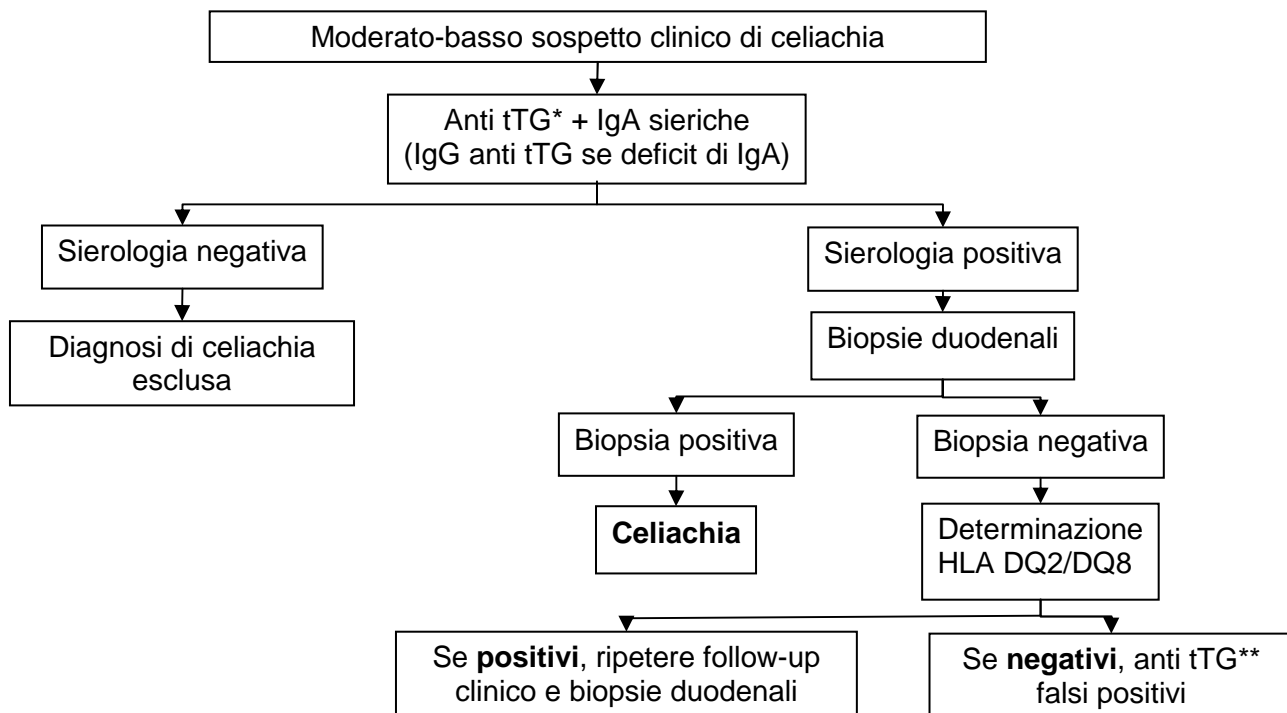 Moderato-basso sospetto clinico di celiachia
Anti tTG* + IgA sieriche
(IgG anti tTG se deficit di IgA)
Sierologia negativa
Sierologia positiva
Diagnosi di celiachia
esclusa
Biopsie duodenali
Biopsia positiva
Biopsia negativa
Celiachia
Determinazione
HLA DQ2/DQ8
Se positivi, ripetere follow-up
clinico e biopsie duodenali
Se negativi, anti tTG**
falsi positivi